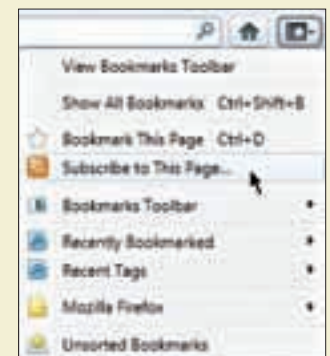 View Bookmarks Toolbar
Show All Bookmarks Ctrl+Shift+B
Bookmark This Page Ctrl+D
Subscribe to This Page...
Bookmarks Toolbar
Recently Bookmarked
Recent Tags
Mozilla Firefox
Unsorted Bookmarks